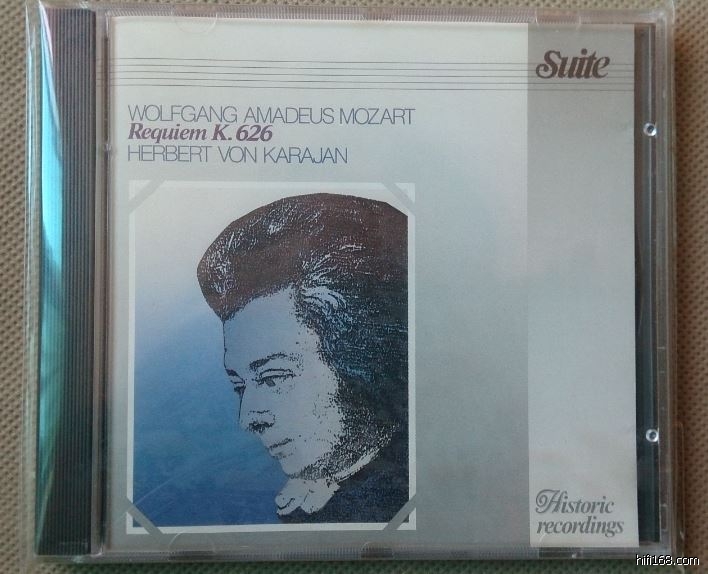 Suite
WOLFGANG AMADEUS MOZART
Requiem K. 626
HERBERT VON KARAJAN
Historic
recordings
hifi168.com